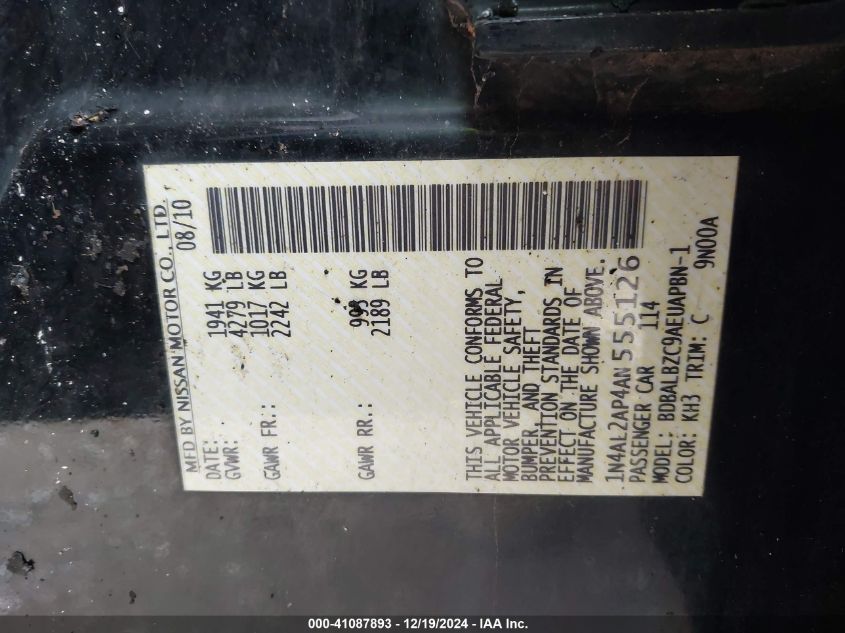 MFD BY NISSAN MOTOR CO., LTD.
DATE: 08/10
GVWR: 1941 KG
4279 LB
GAWR FR.: 1017 KG
2242 LB
GAWR RR.: 993 KG
2189 LB
THIS VEHICLE CONFORMS TO
ALL APPLICABLE FEDERAL
MOTOR VEHICLE SAFETY,
BUMPER, AND THEFT
PREVENTION STANDARDS IN
EFFECT ON THE DATE OF
MANUFACTURE SHOWN ABOVE.
1N4AL2AP4AN555126
PASSENGER CAR 114
MODEL: BDBALBZC9AEUAPBN-1
COLOR: KH3 TRIM: C 9N00A
000-41087893 - 12/19/2024 - IAA Inc.